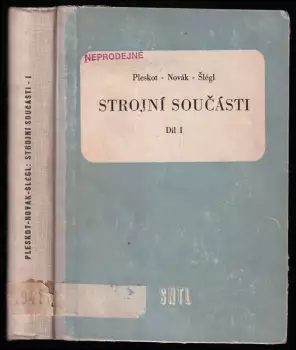 PLESKOT-NOVÁK-ŠLÉGL: STROJNÍ SOUČÁSTI - I
NEPRODEJNÉ
Pleskot - Novák - Šlégl
STROJNÍ SOUČÁSTI
Díl I
SNTL